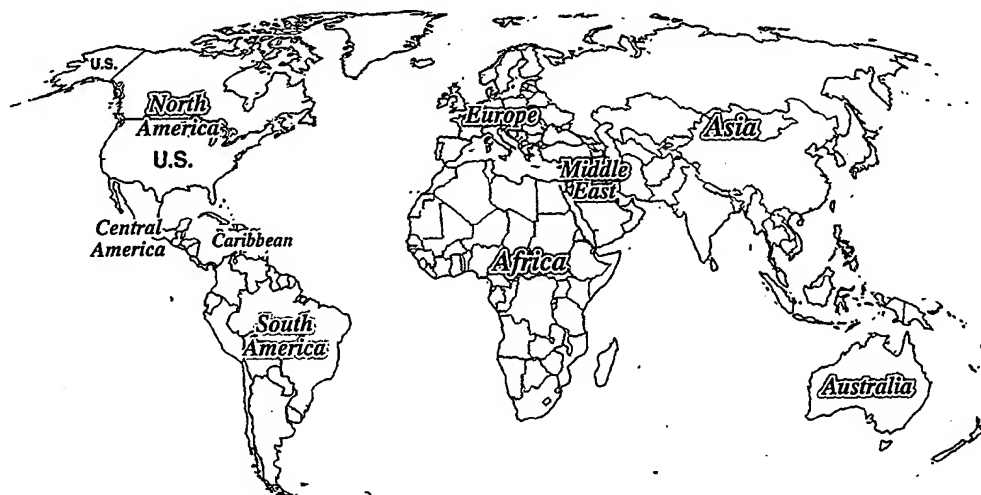 U.S.
North
America
U.S.
Central
America
Caribbean
South
America
Europe
Middle
East
Africa
Asia
Australia